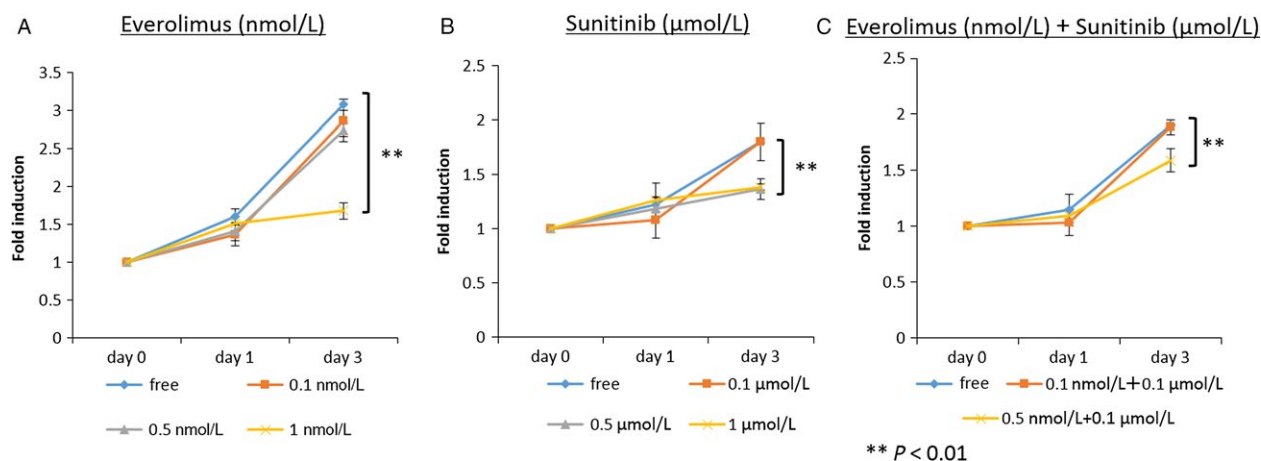 A
Everolimus (nmol/L)
Fold induction
3.5
3
2.5
2
1.5
1
0.5
0
day 0 day 1 day 3
**
free 0.1 nmol/L
0.5 nmol/L 1 nmol/L
B
Sunitinib (µmol/L)
Fold induction
2.5
2
1.5
1
0.5
0
day 0 day 1 day 3
**
free 0.1 µmol/L
0.5 µmol/L 1 µmol/L
C
Everolimus (nmol/L) + Sunitinib (µmol/L)
Fold induction
2.5
2
1.5
1
0.5
0
day 0 day 1 day 3
**
free 0.1 nmol/L+0.1 µmol/L
0.5 nmol/L+0.1 µmol/L
** P < 0.01